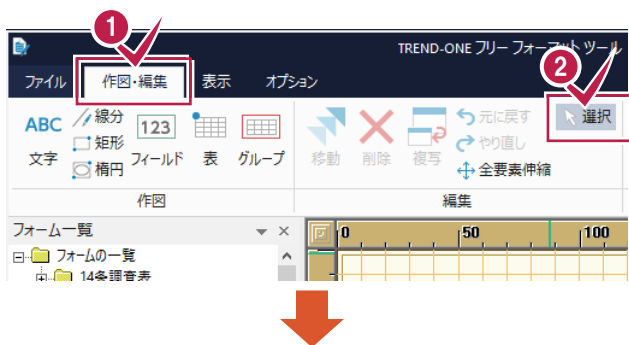 1
TREND-ONE フリー フォーマット ツール
2
ファイル 作図・編集 表示 オプション
ABC 文字
線分
矩形
楕円
123 フィールド
表
グループ
移動
削除
複写
元に戻す
やり直し
全要素伸縮
選択
作図
編集
フォーム一覧
0 50 100
フォームの一覧
14条調査表